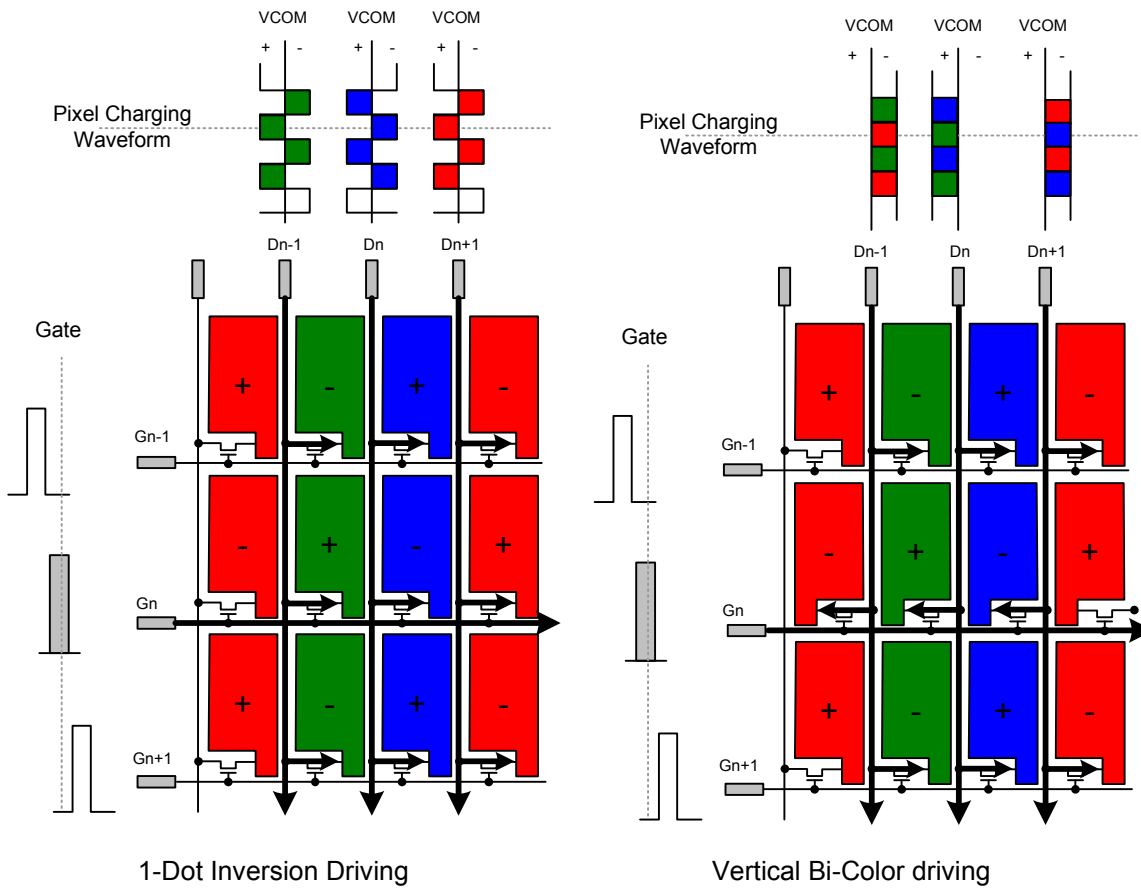 VCOM VCOM VCOM
+ - + - + -
Pixel Charging
Waveform
Dn-1 Dn Dn+1
Gate
+ - + -
Gn-1
- + - +
Gn
+ - + -
Gn+1
1-Dot Inversion Driving
VCOM VCOM VCOM
+ - + - + -
Pixel Charging
Waveform
Dn-1 Dn Dn+1
Gate
+ - + -
Gn-1
- + - +
Gn
+ - + -
Gn+1
Vertical Bi-Color driving